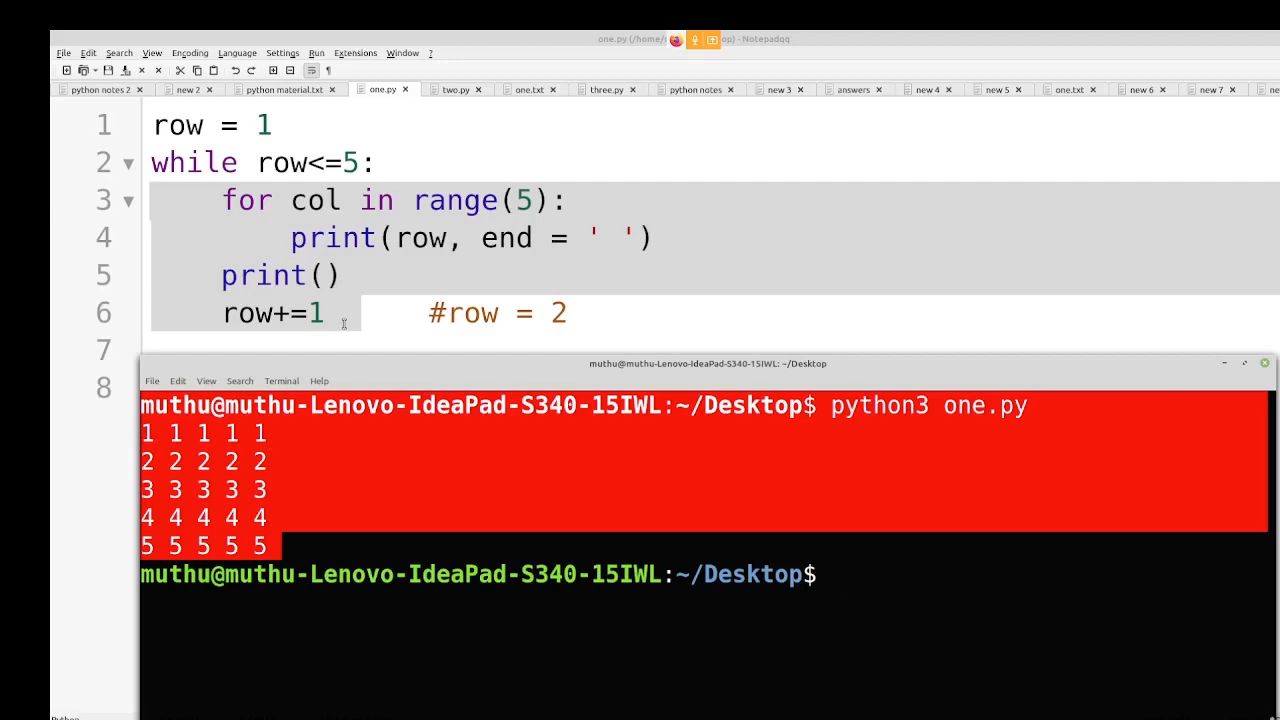 one.py (/home/ op) - Notepadqq
File Edit Search View Encoding Language Settings Run Extensions Window ?
python notes 2 new 2 python material.txt one.py two.py one.txt three.py python notes new 3 answers new 4 new 5 one.txt new 6 new 7
1 row = 1
2 while row<=5:
3 for col in range(5):
4 print(row, end = ' ')
5 print()
6 row+=1 #row = 2
7
8
muthu@muthu-Lenovo-IdeaPad-S340-15IWL: ~/Desktop
File Edit View Search Terminal Help
muthu@muthu-Lenovo-IdeaPad-S340-15IWL:~/Desktop$ python3 one.py
1 1 1 1 1
2 2 2 2 2
3 3 3 3 3
4 4 4 4 4
5 5 5 5 5
muthu@muthu-Lenovo-IdeaPad-S340-15IWL:~/Desktop$
Python